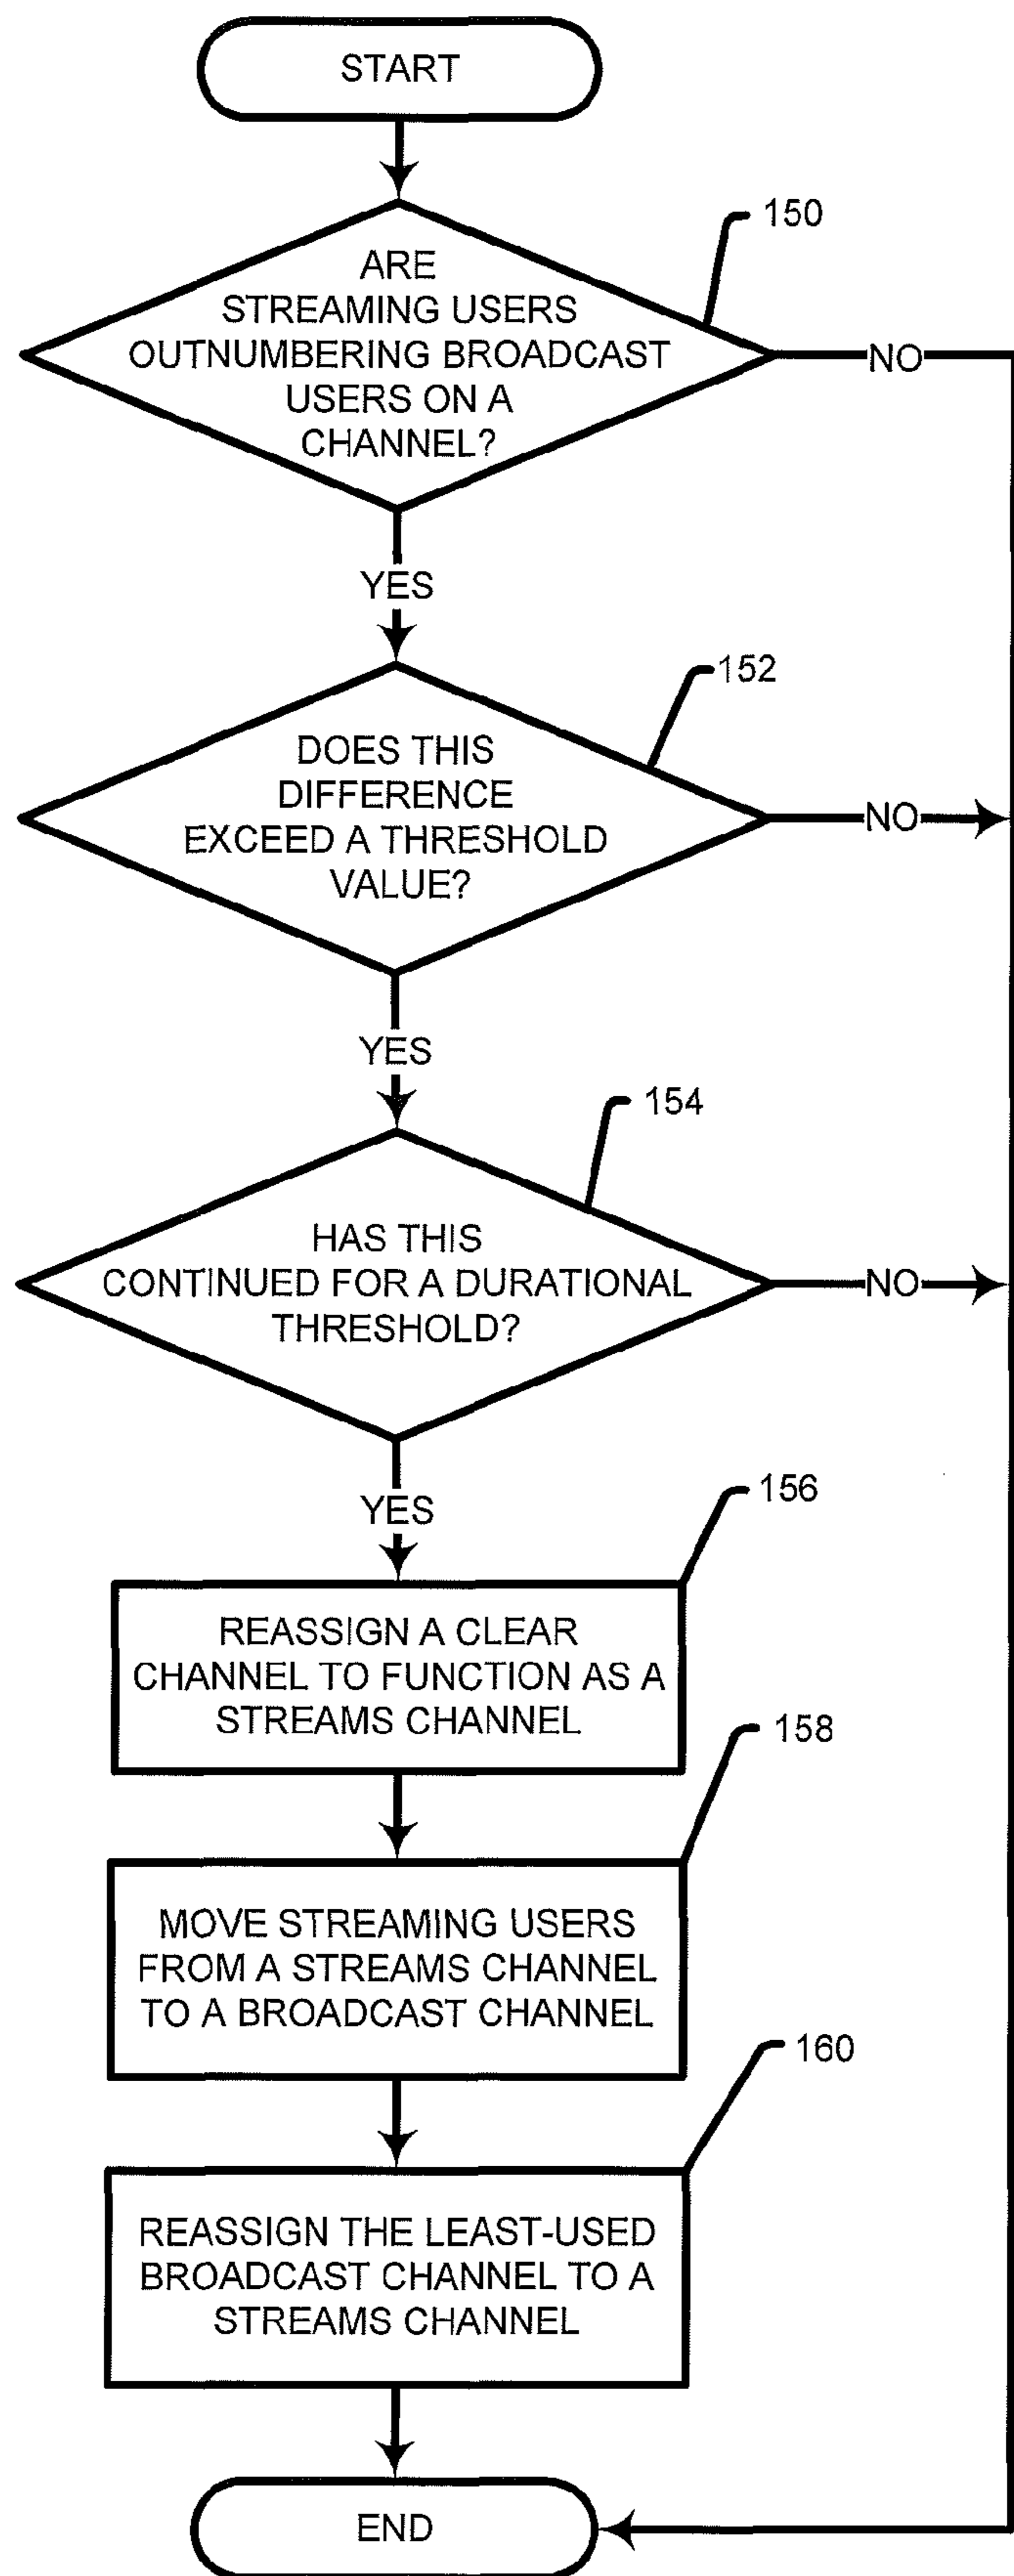 START
150
ARE
STREAMING USERS
OUTNUMBERING BROADCAST
USERS ON A
CHANNEL?
NO
YES
152
DOES THIS
DIFFERENCE
EXCEED A THRESHOLD
VALUE?
NO
YES
154
HAS THIS
CONTINUED FOR A DURATIONAL
THRESHOLD?
NO
YES
156
REASSIGN A CLEAR
CHANNEL TO FUNCTION AS A
STREAMS CHANNEL
158
MOVE STREAMING USERS
FROM A STREAMS CHANNEL
TO A BROADCAST CHANNEL
160
REASSIGN THE LEAST-USED
BROADCAST CHANNEL TO A
STREAMS CHANNEL
END